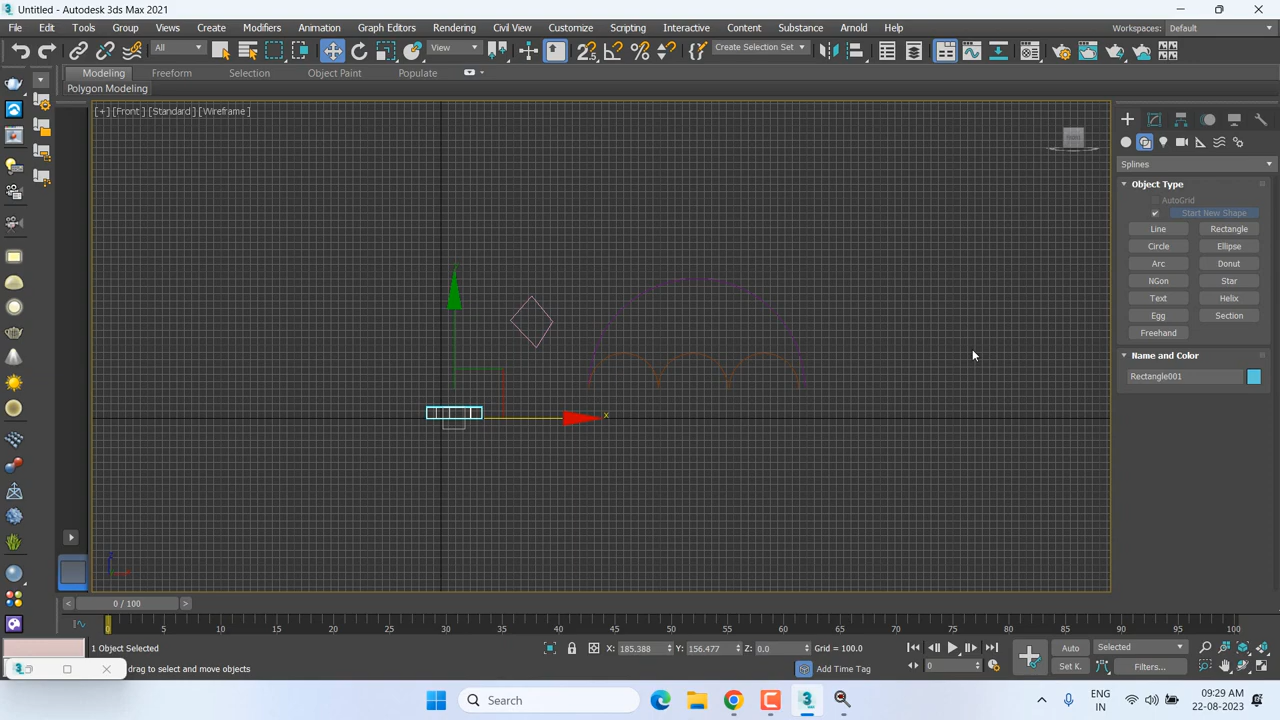 Untitled - Autodesk 3ds Max 2021
File Edit Tools Group Views Create Modifiers Animation Graph Editors Rendering Civil View Customize Scripting Interactive Content Substance Arnold Help Workspaces: Default
All View Create Selection Set
Modeling Freeform Selection Object Paint Populate
Polygon Modeling
[+] [Front] [Standard] [Wireframe]
Splines
Object Type
AutoGrid
Start New Shape
Line Rectangle
Circle Ellipse
Arc Donut
NGon Star
Text Helix
Egg Section
Freehand
Name and Color
Rectangle001
x
0 / 100
0 5 10 15 20 25 30 35 40 45 50 55 60 65 70 75 80 85 90 95 100
1 Object Selected X: 185.388 Y: 156.477 Z: 0.0 Grid = 100.0 Auto Selected
drag to select and move objects Add Time Tag 0 Set K. Filters...
Search
ENG
IN
09:29 AM
22-08-2023